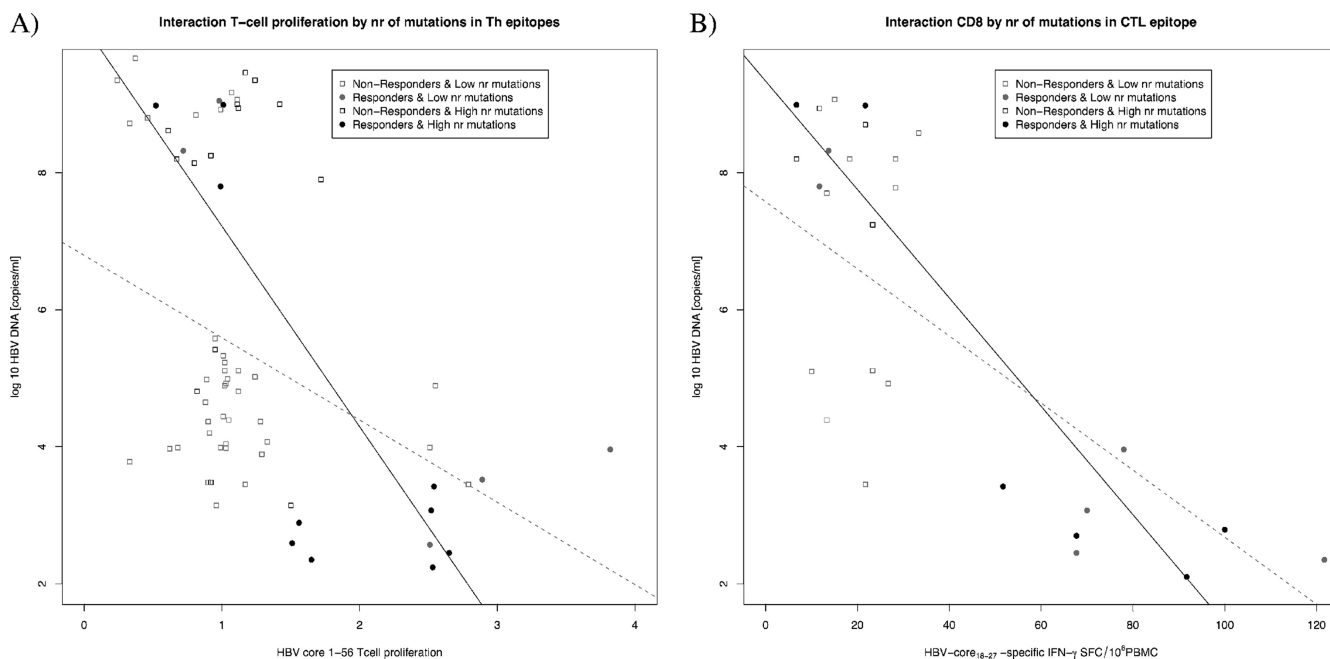 A)
Interaction T-cell proliferation by nr of mutations in Th epitopes
Non-Responders & Low nr mutations
Responders & Low nr mutations
Non-Responders & High nr mutations
Responders & High nr mutations
log 10 HBV DNA [copies/ml]
8
6
4
2
0 1 2 3 4
HBV core 1-56 Tcell proliferation
B)
Interaction CD8 by nr of mutations in CTL epitope
Non-Responders & Low nr mutations
Responders & Low nr mutations
Non-Responders & High nr mutations
Responders & High nr mutations
log 10 HBV DNA [copies/ml]
8
6
4
2
0 20 40 60 80 100 120
HBV-core₁₈₋₂₇-specific IFN-γ SFC/10⁶PBMC